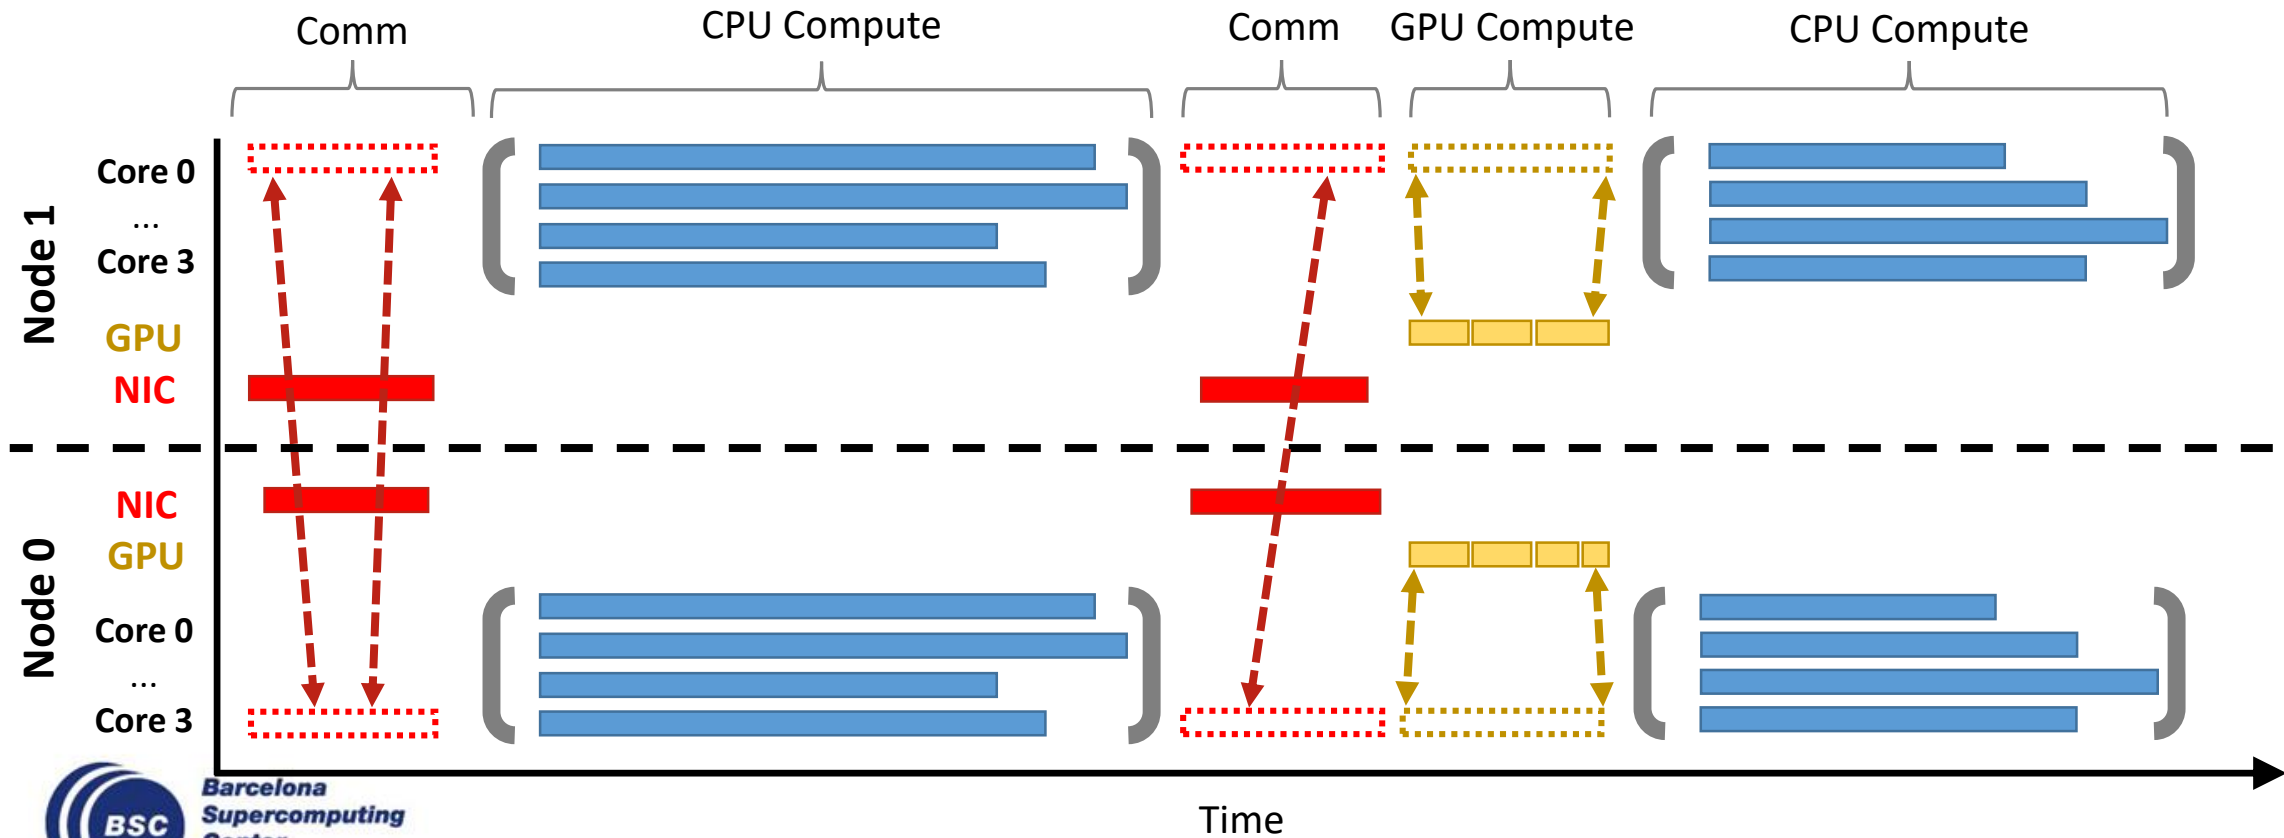 Comm
CPU Compute
Comm
GPU Compute
CPU Compute
Node 1
Core 0
...
Core 3
GPU
NIC
Node 0
NIC
GPU
Core 0
...
Core 3
Time
BSC
Barcelona
Supercomputing